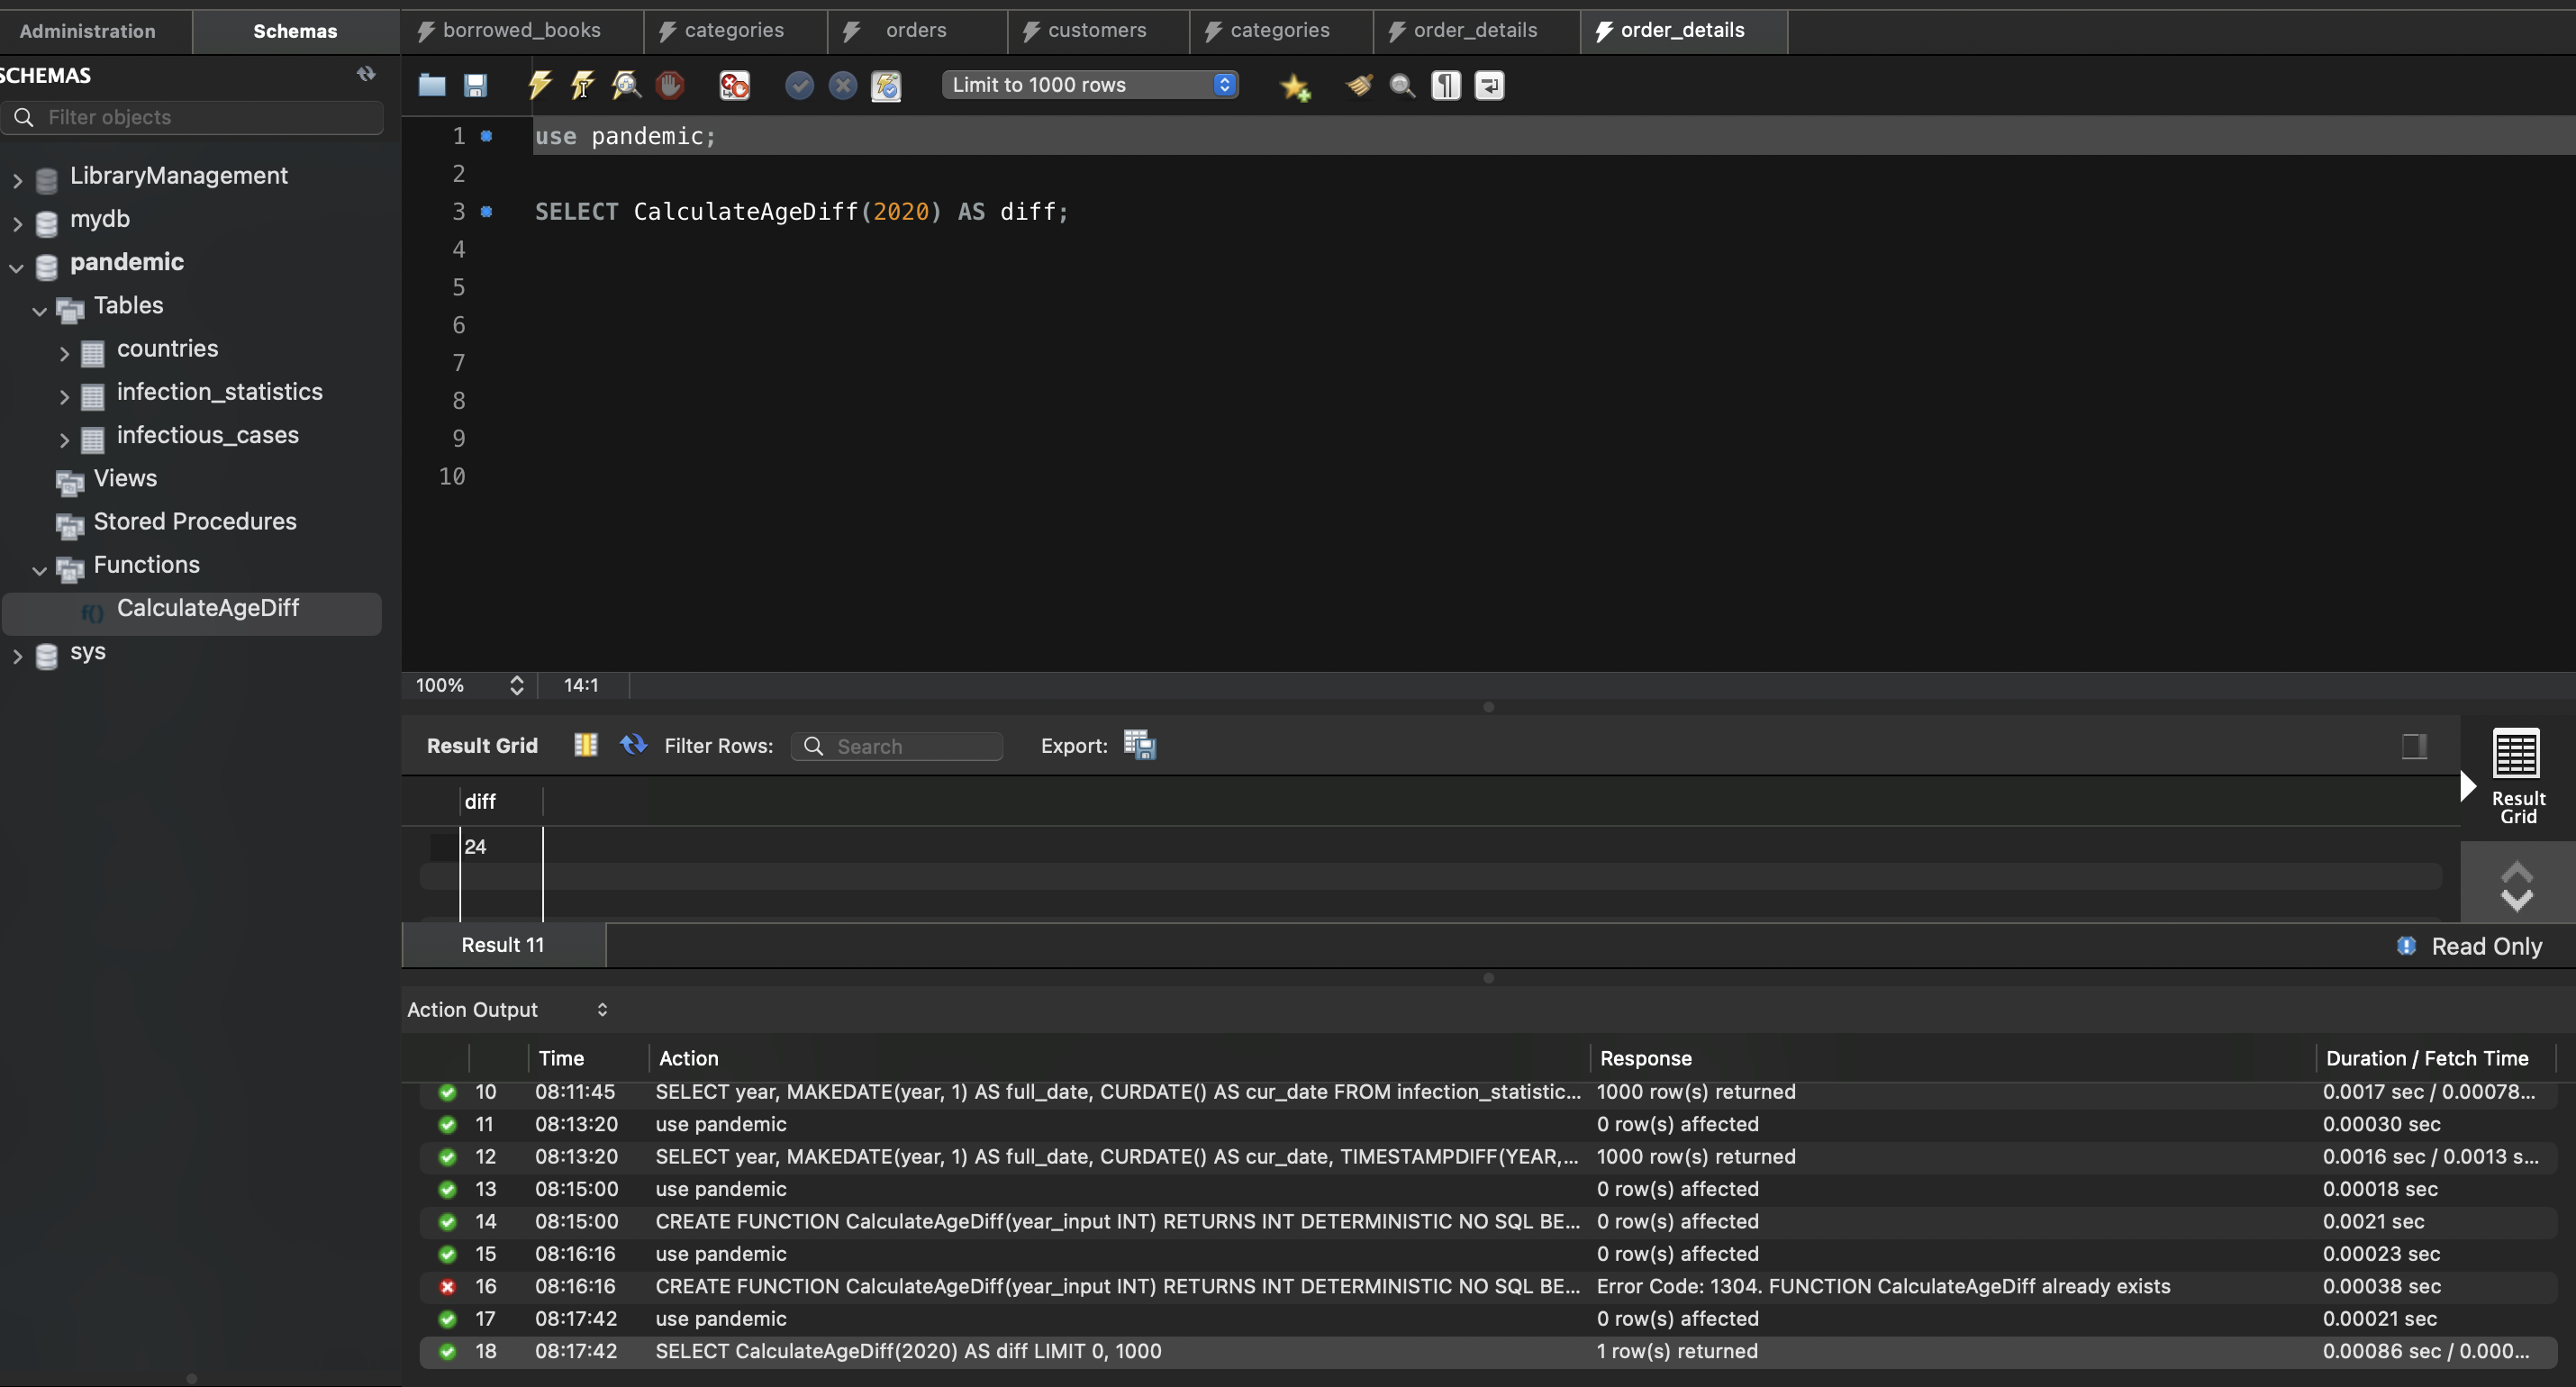 Administration
Schemas
borrowed_books
categories
orders
customers
categories
order_details
order_details
SCHEMAS
Filter objects
LibraryManagement
mydb
pandemic
Tables
countries
infection_statistics
infectious_cases
Views
Stored Procedures
Functions
f() CalculateAgeDiff
sys
Limit to 1000 rows
1 use pandemic;
2
3 SELECT CalculateAgeDiff(2020) AS diff;
4
5
6
7
8
9
10
100% 14:1
Result Grid Filter Rows: Search Export:
diff
24
Result
Grid
Result 11
Read Only
Action Output
Time Action Response Duration / Fetch Time
10 08:11:45 SELECT year, MAKEDATE(year, 1) AS full_date, CURDATE() AS cur_date FROM infection_statistic... 1000 row(s) returned 0.0017 sec / 0.00078...
11 08:13:20 use pandemic 0 row(s) affected 0.00030 sec
12 08:13:20 SELECT year, MAKEDATE(year, 1) AS full_date, CURDATE() AS cur_date, TIMESTAMPDIFF(YEAR,... 1000 row(s) returned 0.0016 sec / 0.0013 s...
13 08:15:00 use pandemic 0 row(s) affected 0.00018 sec
14 08:15:00 CREATE FUNCTION CalculateAgeDiff(year_input INT) RETURNS INT DETERMINISTIC NO SQL BE... 0 row(s) affected 0.0021 sec
15 08:16:16 use pandemic 0 row(s) affected 0.00023 sec
16 08:16:16 CREATE FUNCTION CalculateAgeDiff(year_input INT) RETURNS INT DETERMINISTIC NO SQL BE... Error Code: 1304. FUNCTION CalculateAgeDiff already exists 0.00038 sec
17 08:17:42 use pandemic 0 row(s) affected 0.00021 sec
18 08:17:42 SELECT CalculateAgeDiff(2020) AS diff LIMIT 0, 1000 1 row(s) returned 0.00086 sec / 0.000...